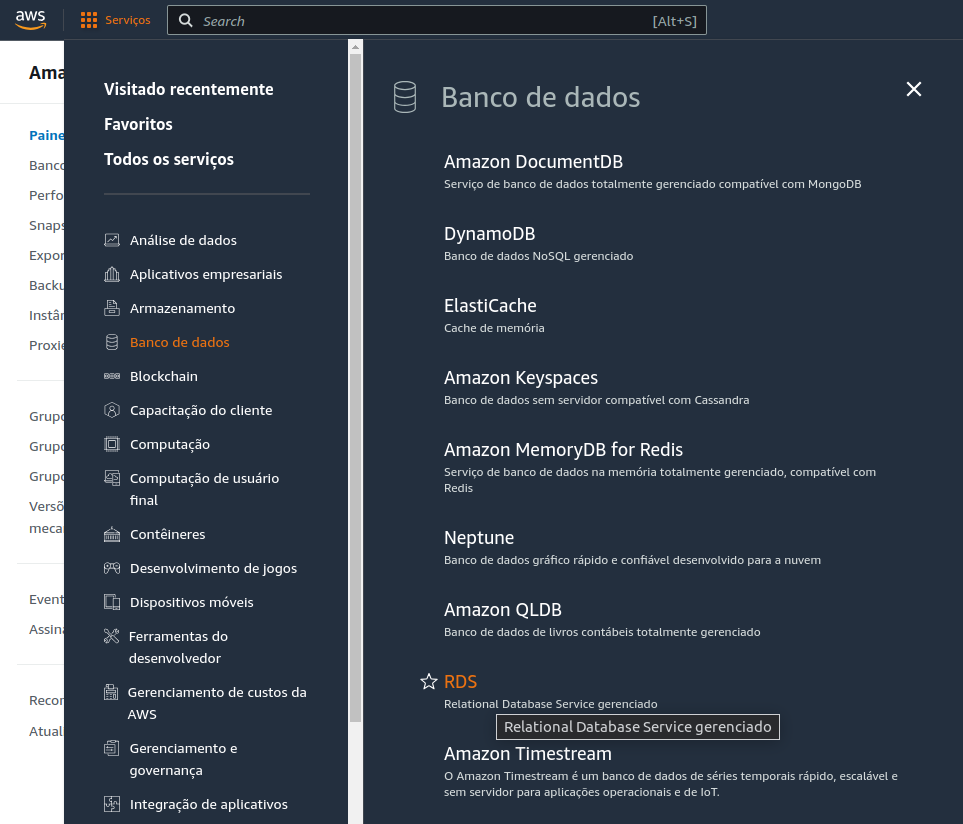 aws
Serviços
Search
[Alt+S]
Ama
Paine
Banco
Perfo
Snaps
Expor
Backu
Instân
Proxie
Grupo
Grupo
Grupo
Versõ
meca
Event
Assina
Recor
Atual
Visitado recentemente
Favoritos
Todos os serviços
Análise de dados
Aplicativos empresariais
Armazenamento
Banco de dados
Blockchain
Capacitação do cliente
Computação
Computação de usuário
final
Contêineres
Desenvolvimento de jogos
Dispositivos móveis
Ferramentas do
desenvolvedor
Gerenciamento de custos da
AWS
Gerenciamento e
governança
Integração de aplicativos
Banco de dados
Amazon DocumentDB
Serviço de banco de dados totalmente gerenciado compatível com MongoDB
DynamoDB
Banco de dados NoSQL gerenciado
ElastiCache
Cache de memória
Amazon Keyspaces
Banco de dados sem servidor compatível com Cassandra
Amazon MemoryDB for Redis
Serviço de banco de dados na memória totalmente gerenciado, compatível com
Redis
Neptune
Banco de dados gráfico rápido e confiável desenvolvido para a nuvem
Amazon QLDB
Banco de dados de livros contábeis totalmente gerenciado
RDS
Relational Database Service gerenciado
Relational Database Service gerenciado
Amazon Timestream
O Amazon Timestream é um banco de dados de séries temporais rápido, escalável e
sem servidor para aplicações operacionais e de IoT.